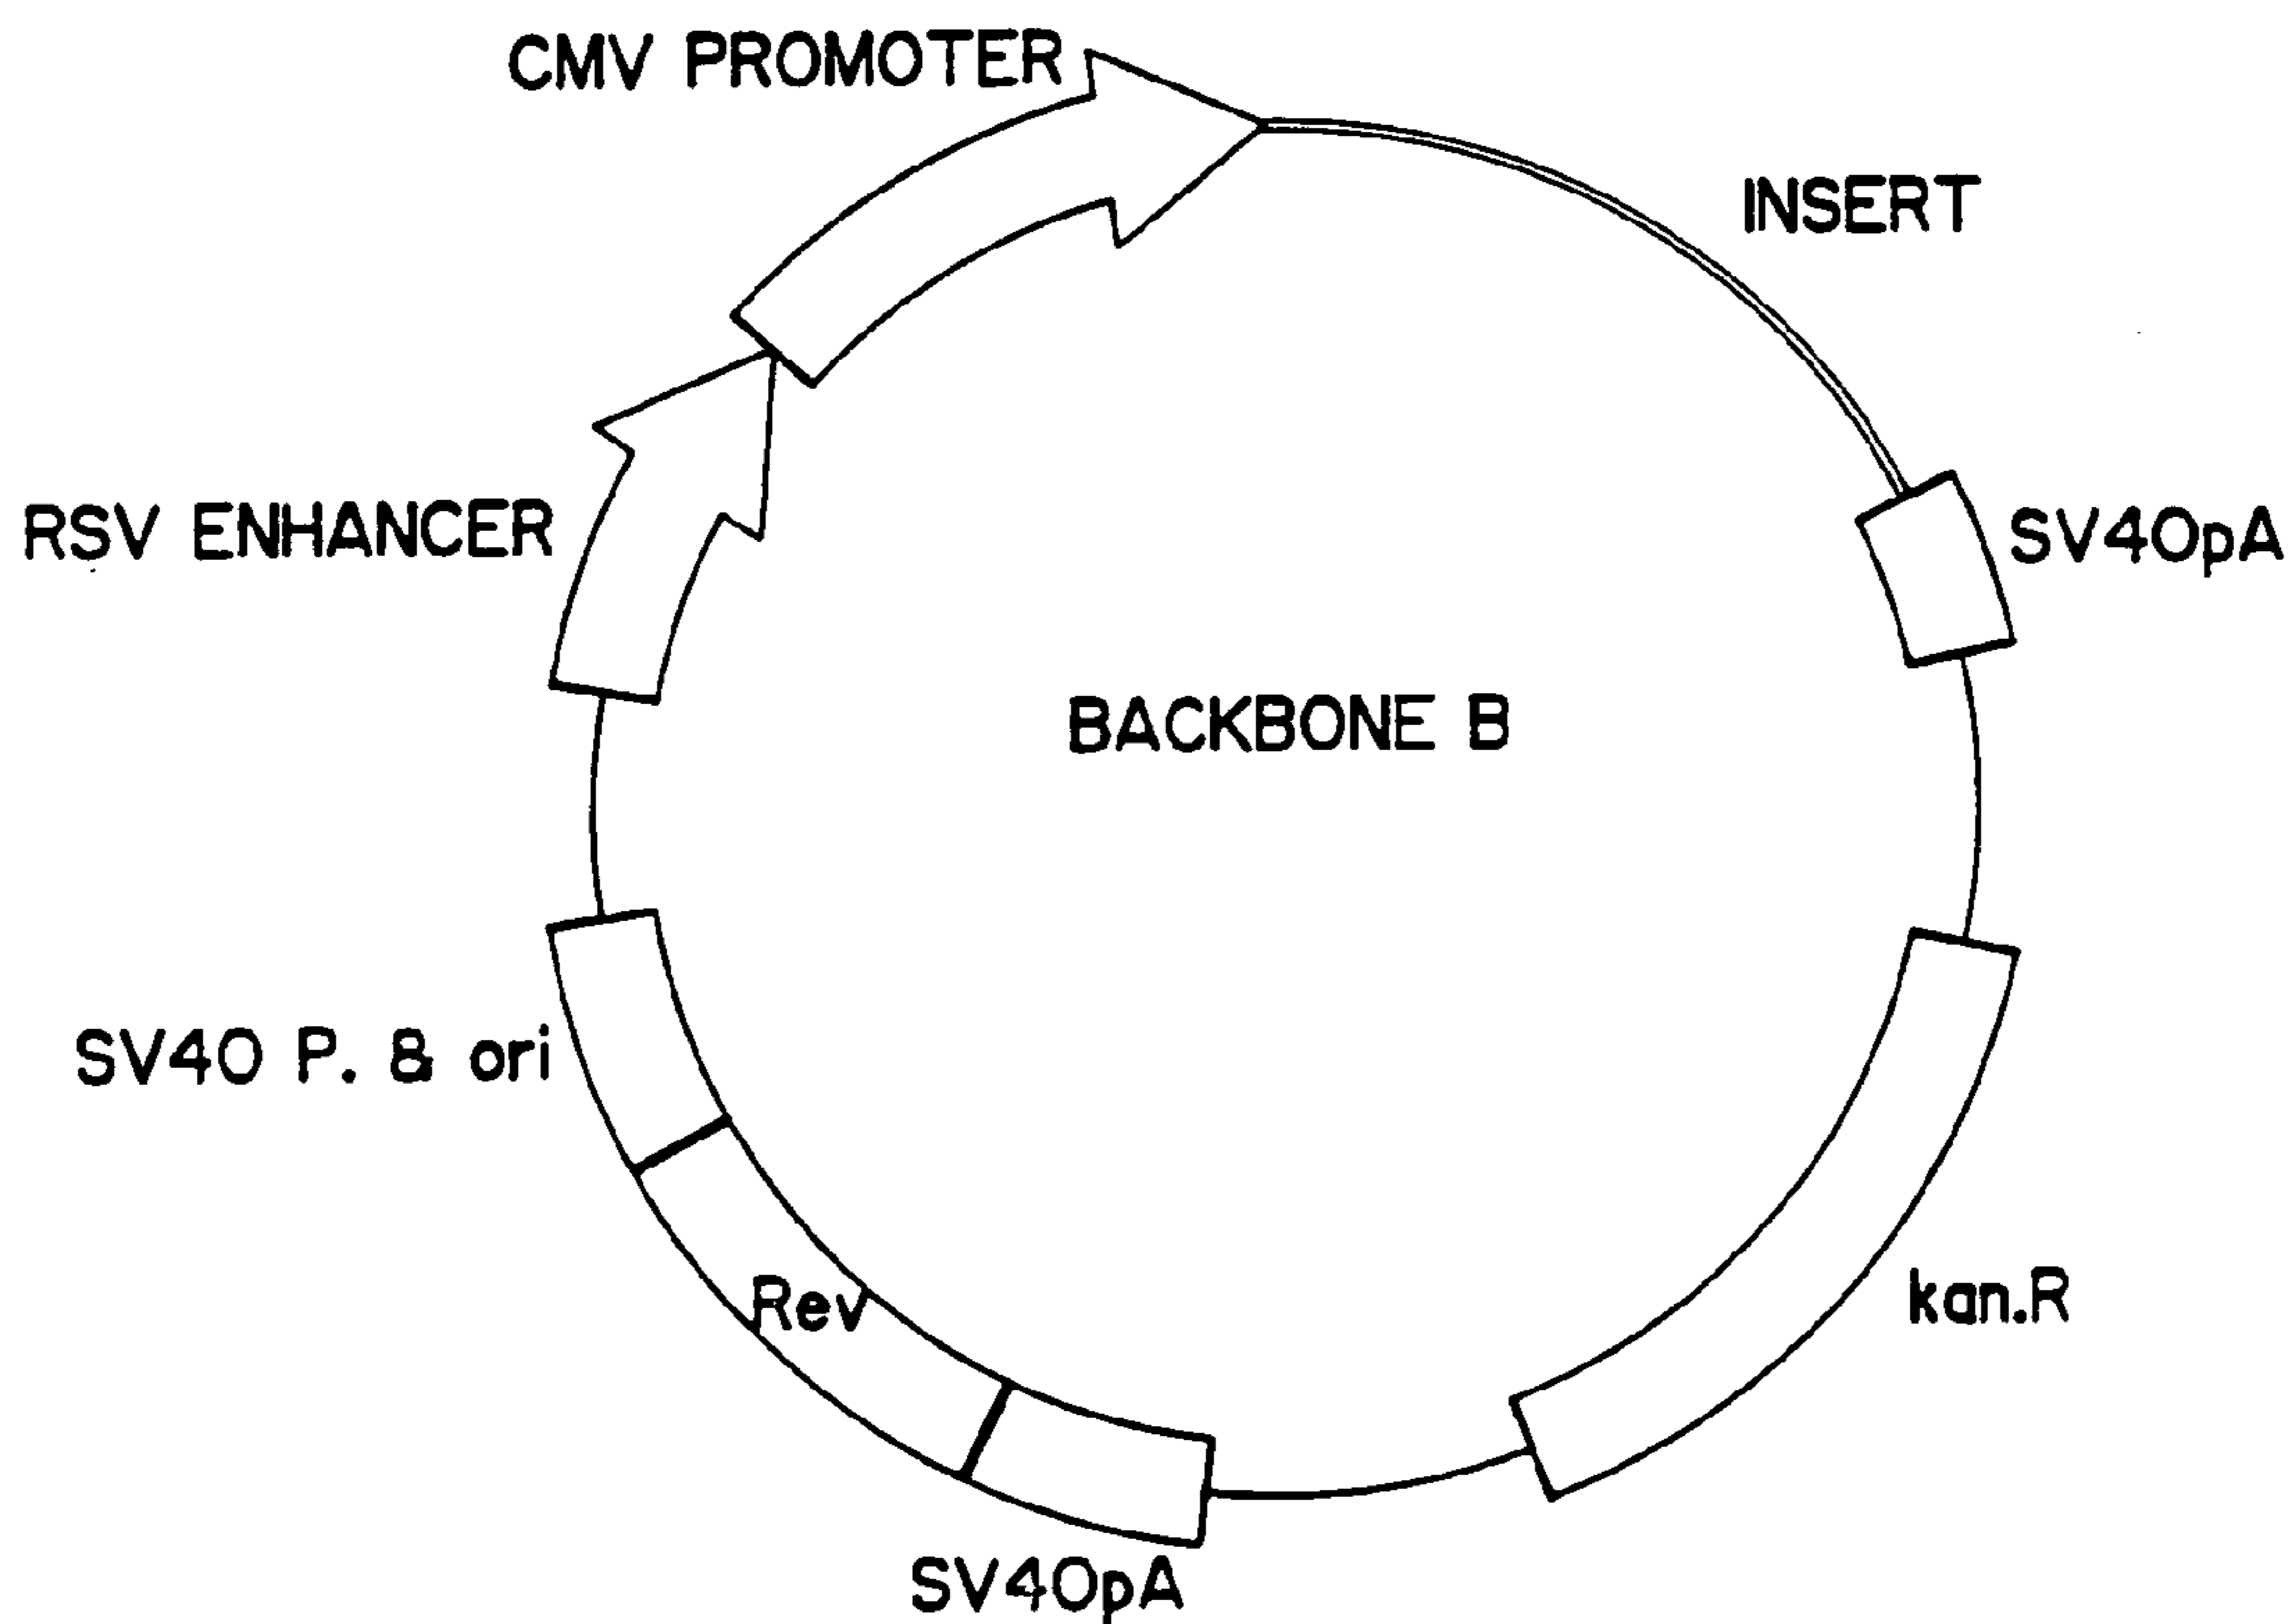 CMV PROMOTER
INSERT
RSV ENHANCER
SV40pA
BACKBONE B
SV40 P. & ori
Rev
kan.R
SV40pA